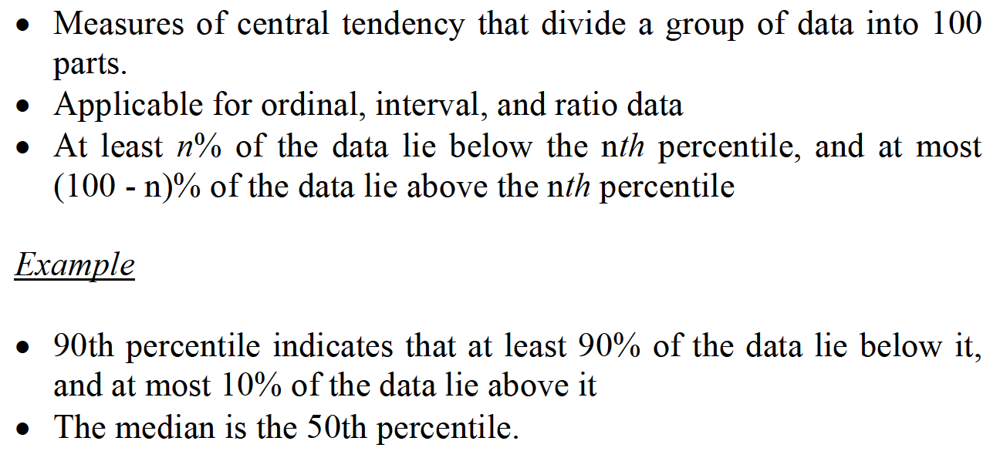 • Measures of central tendency that divide a group of data into 100
parts.
• Applicable for ordinal, interval, and ratio data
• At least n% of the data lie below the nth percentile, and at most
(100 - n)% of the data lie above the nth percentile
Example
• 90th percentile indicates that at least 90% of the data lie below it,
and at most 10% of the data lie above it
• The median is the 50th percentile.